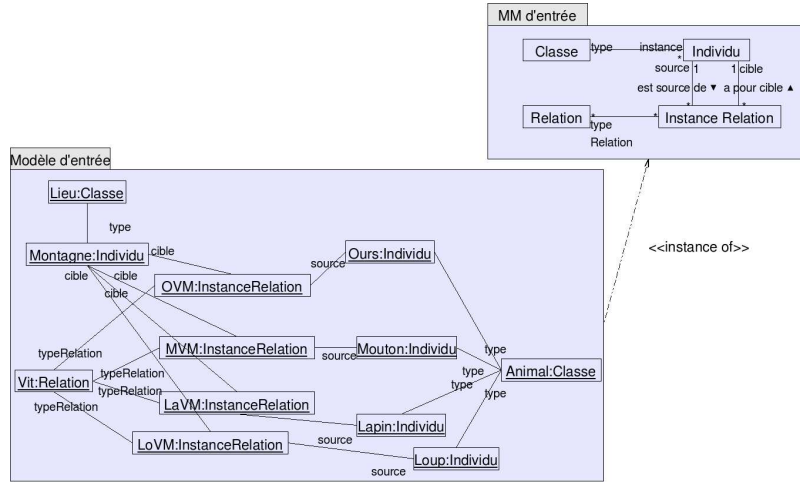 MM d'entrée
Classe
type
instance
*
Individu
source
1
1
cible
est source de ▼
a pour cible ▲
*
*
Relation
*
type
Relation
*
Instance Relation
Modèle d'entrée
Lieu:Classe
type
<<instance of>>
Montagne:Individu
cible
Ours:Individu
source
cible
cible
cible
OVM:InstanceRelation
MVM:InstanceRelation
source
Mouton:Individu
type
typeRelation
Vit:Relation
typeRelation
type
Animal:Classe
typeRelation
type
type
typeRelation
LaVM:InstanceRelation
Lapin:Individu
LoVM:InstanceRelation
source
Loup:Individu
source